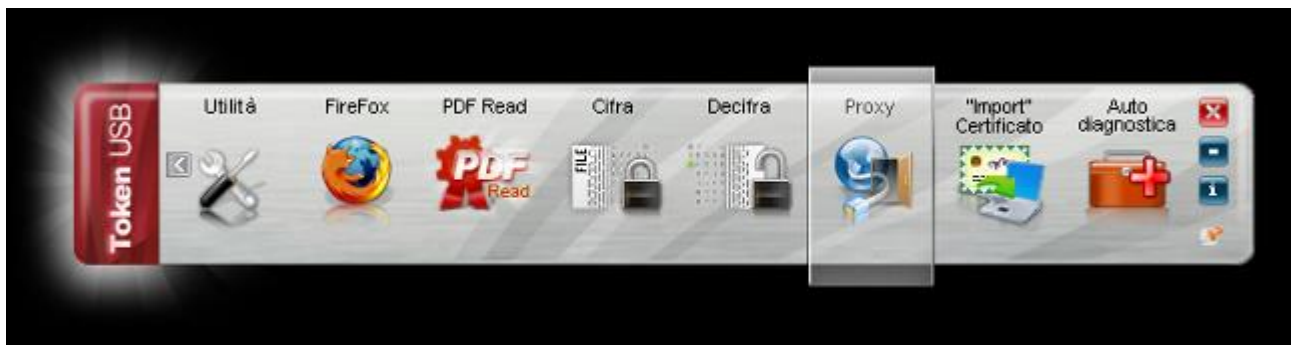 Token USB
Utilità
FireFox
PDF Read
Cifra
Decifra
Proxy
"Import"
Certificato
Auto
diagnostica
PDF
Read
FILE
i